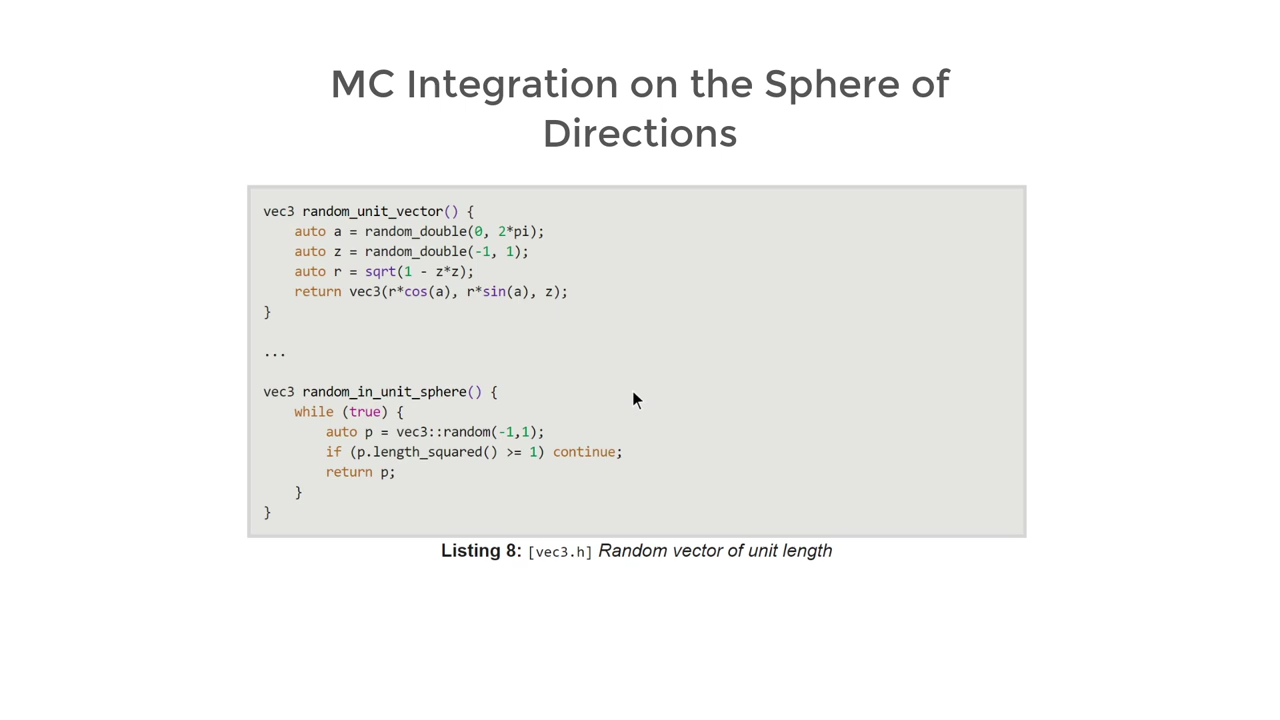 MC Integration on the Sphere of
Directions
vec3 random_unit_vector() {
    auto a = random_double(0, 2*pi);
    auto z = random_double(-1, 1);
    auto r = sqrt(1 - z*z);
    return vec3(r*cos(a), r*sin(a), z);
}
...
vec3 random_in_unit_sphere() {
    while (true) {
        auto p = vec3::random(-1,1);
        if (p.length_squared() >= 1) continue;
        return p;
    }
}
Listing 8: [vec3.h] Random vector of unit length